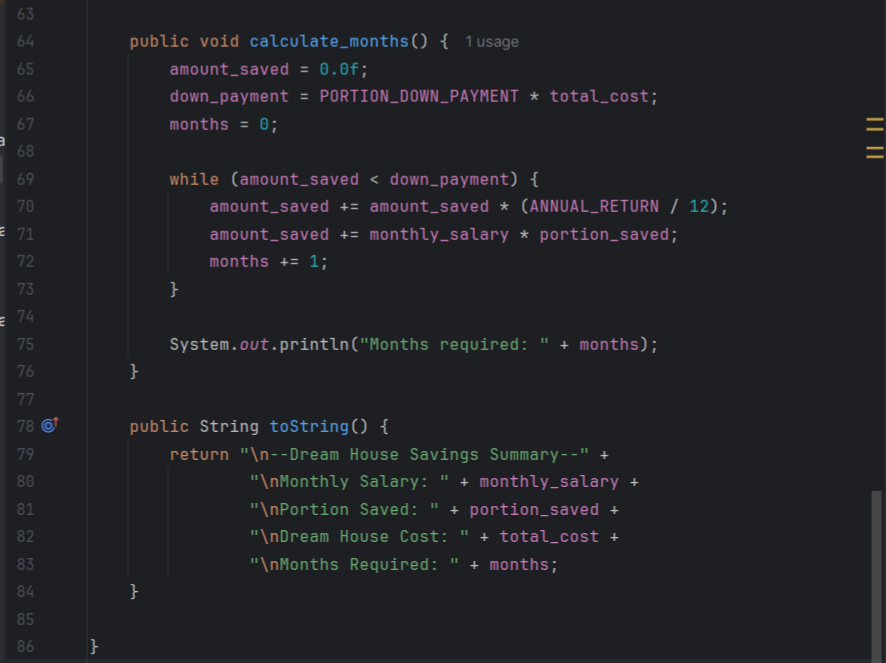 63
64 public void calculate_months() { 1 usage
65 amount_saved = 0.0f;
66 down_payment = PORTION_DOWN_PAYMENT * total_cost;
67 months = 0;
68
69 while (amount_saved < down_payment) {
70 amount_saved += amount_saved * (ANNUAL_RETURN / 12);
71 amount_saved += monthly_salary * portion_saved;
72 months += 1;
73 }
74
75 System.out.println("Months required: " + months);
76 }
77
78 public String toString() {
79 return "\n--Dream House Savings Summary--" +
80 "\nMonthly Salary: " + monthly_salary +
81 "\nPortion Saved: " + portion_saved +
82 "\nDream House Cost: " + total_cost +
83 "\nMonths Required: " + months;
84 }
85
86 }